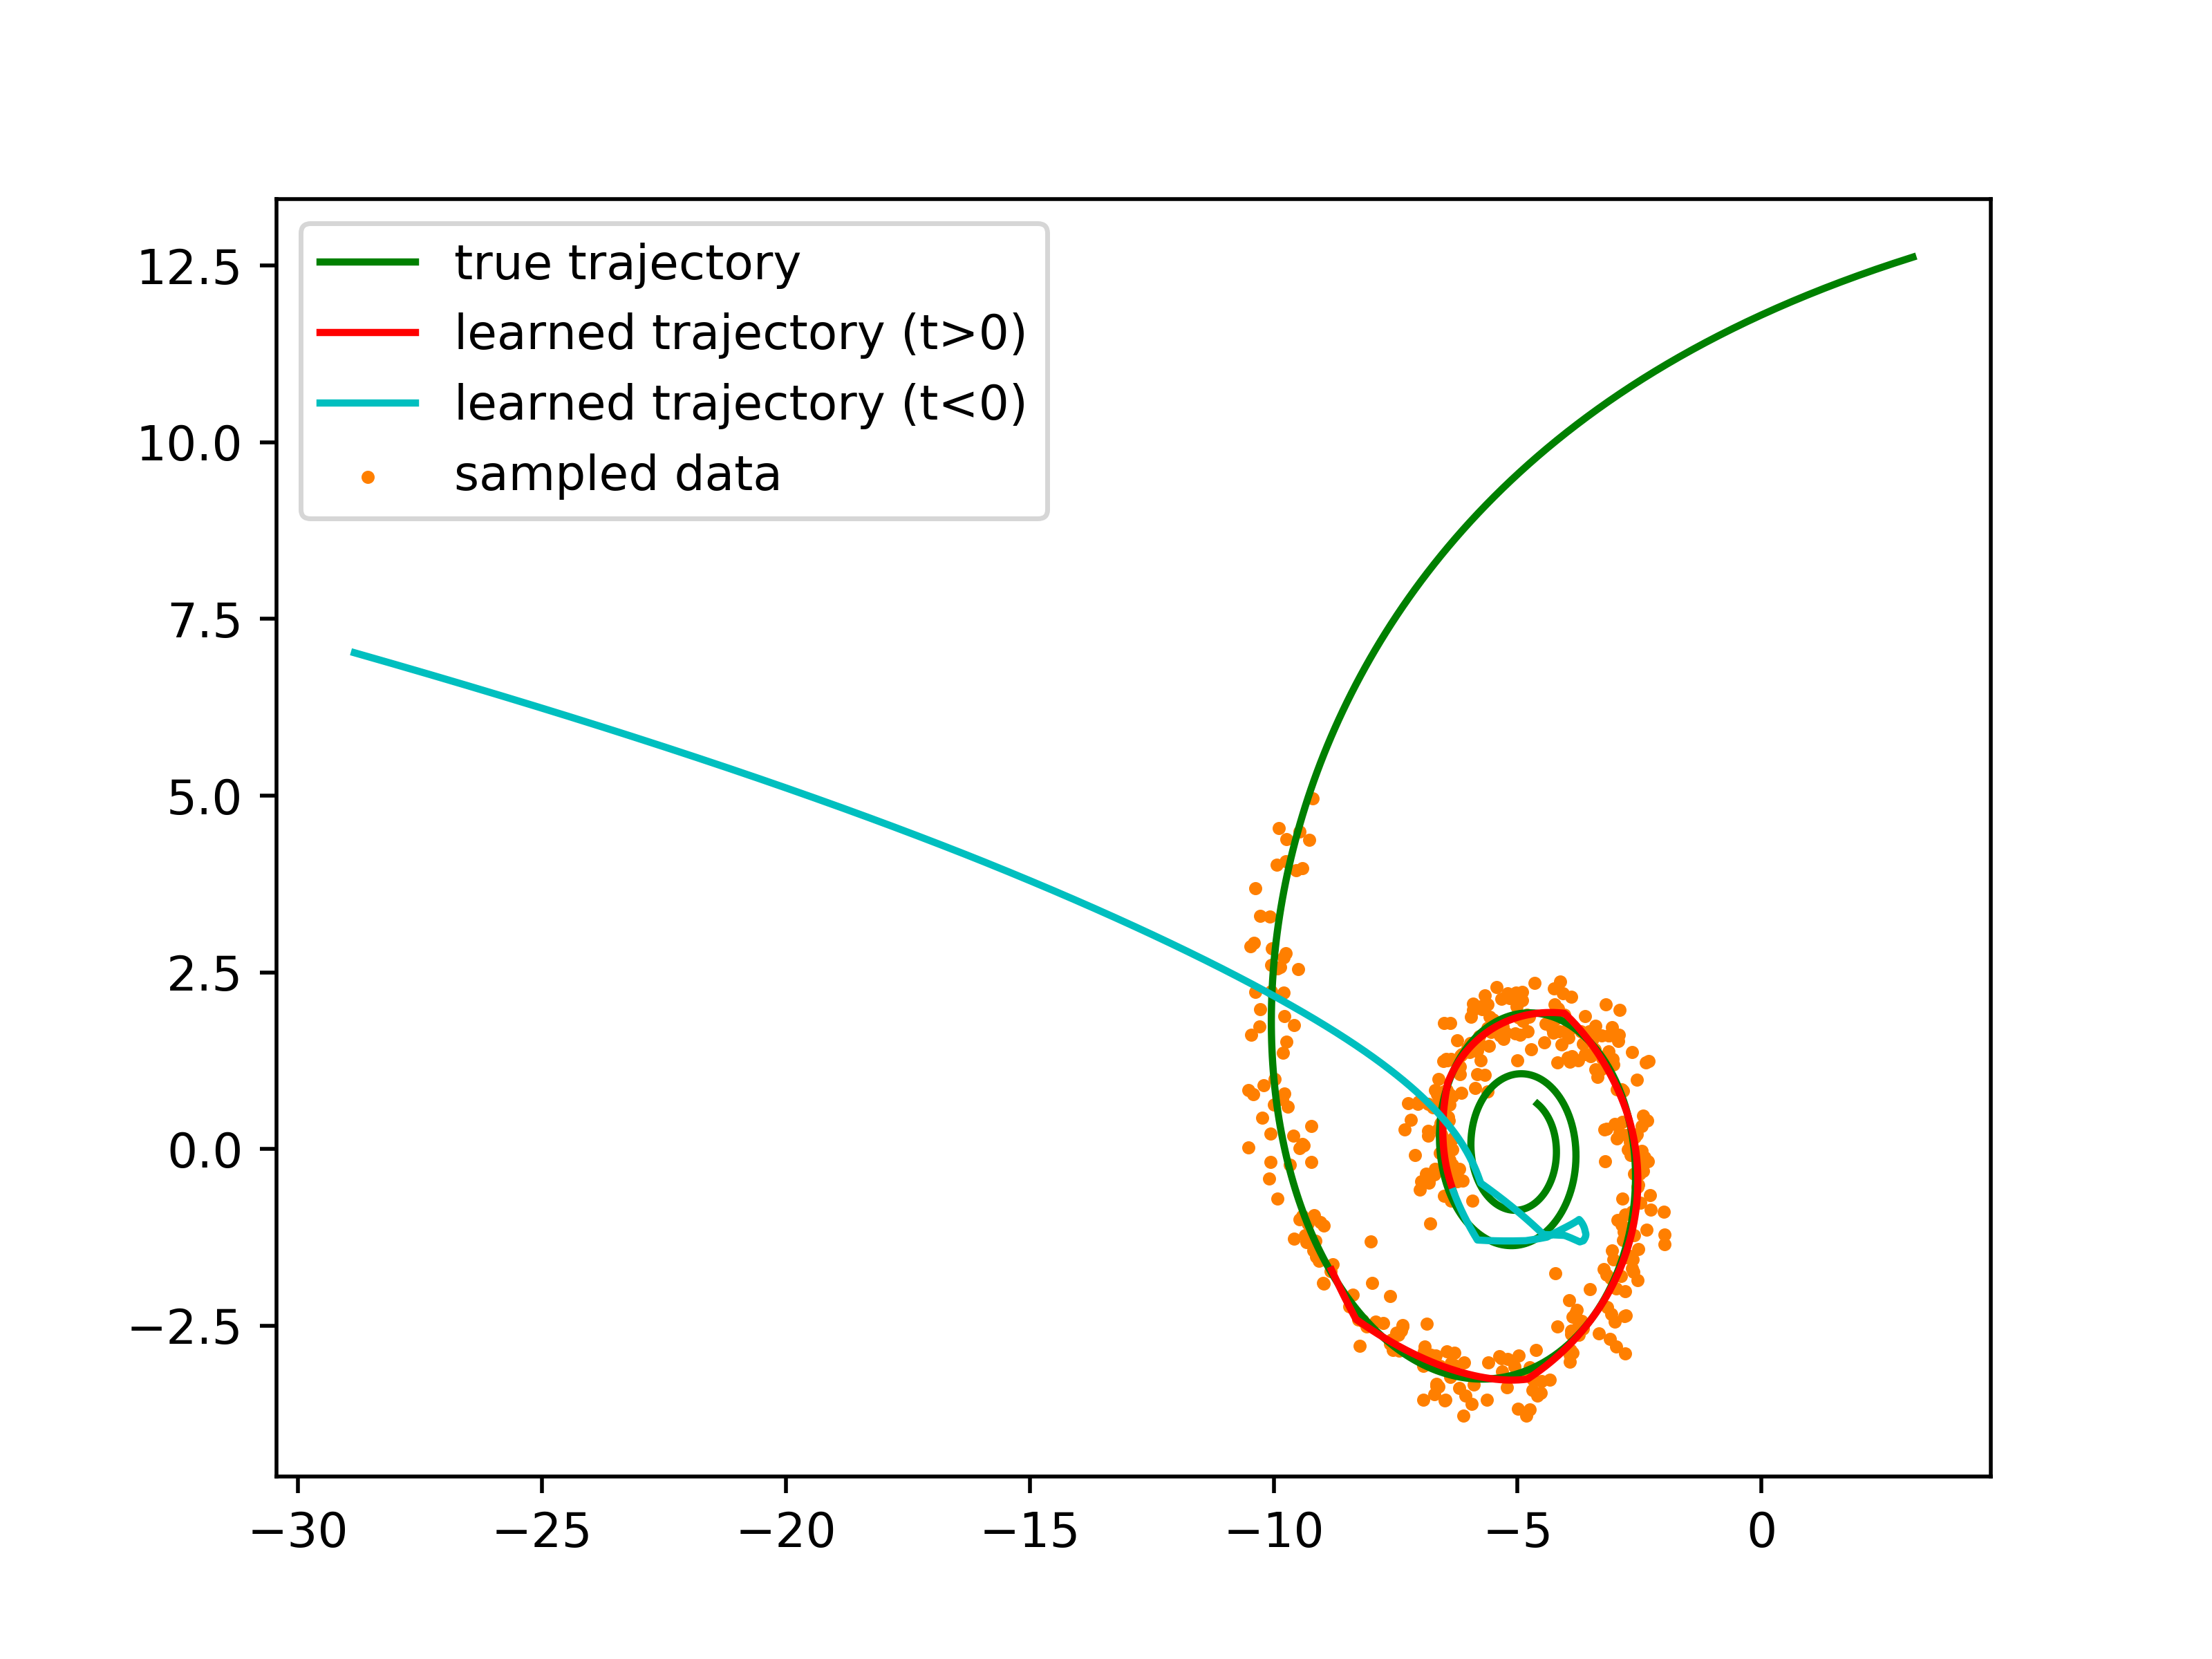 true trajectory
learned trajectory (t>0)
learned trajectory (t<0)
sampled data
12.5
10.0
7.5
5.0
2.5
0.0
−2.5
−30 −25 −20 −15 −10 −5 0